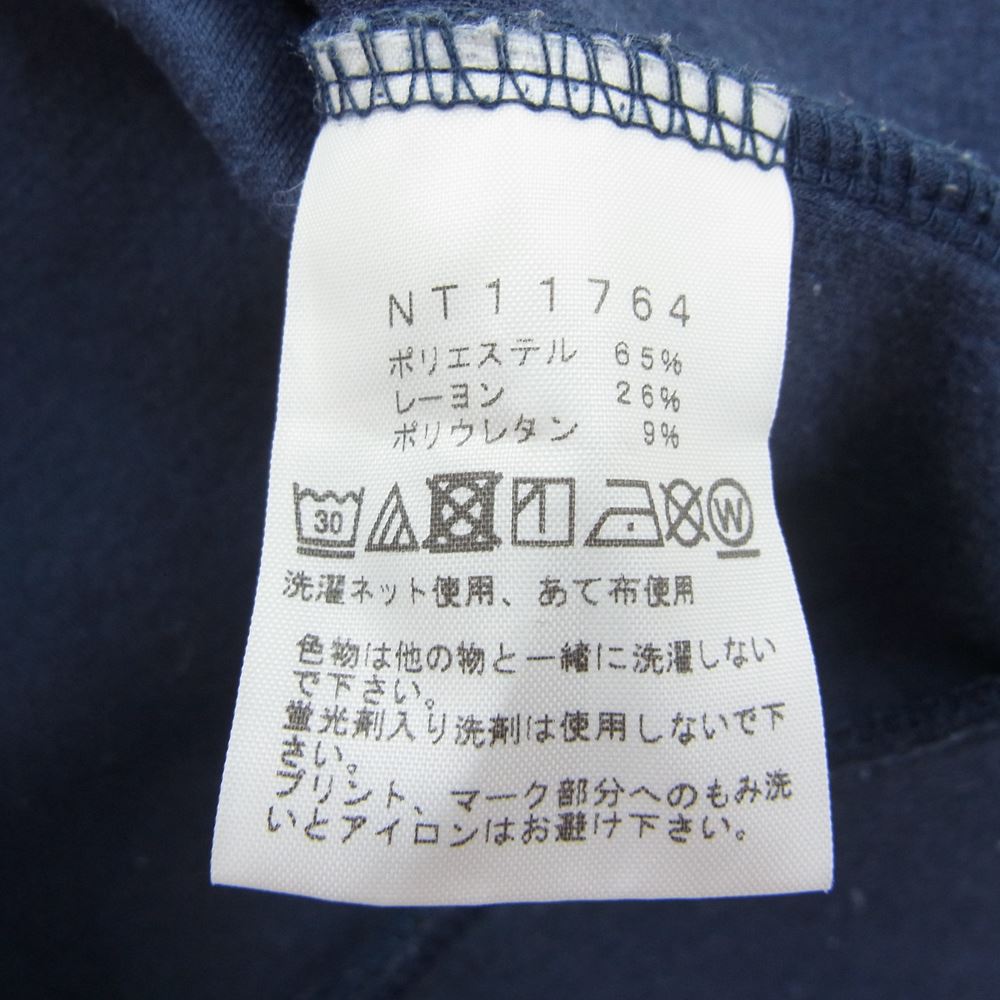 NT11764
ポリエステル 65%
レーヨン 26%
ポリウレタン 9%
30 W
洗濯ネット使用、あて布使用
色物は他の物と一緒に洗濯しない
で下さい。
蛍光剤入り洗剤は使用しないで下
さい。
プリント、マーク部分へのもみ洗
いとアイロンはお避け下さい。